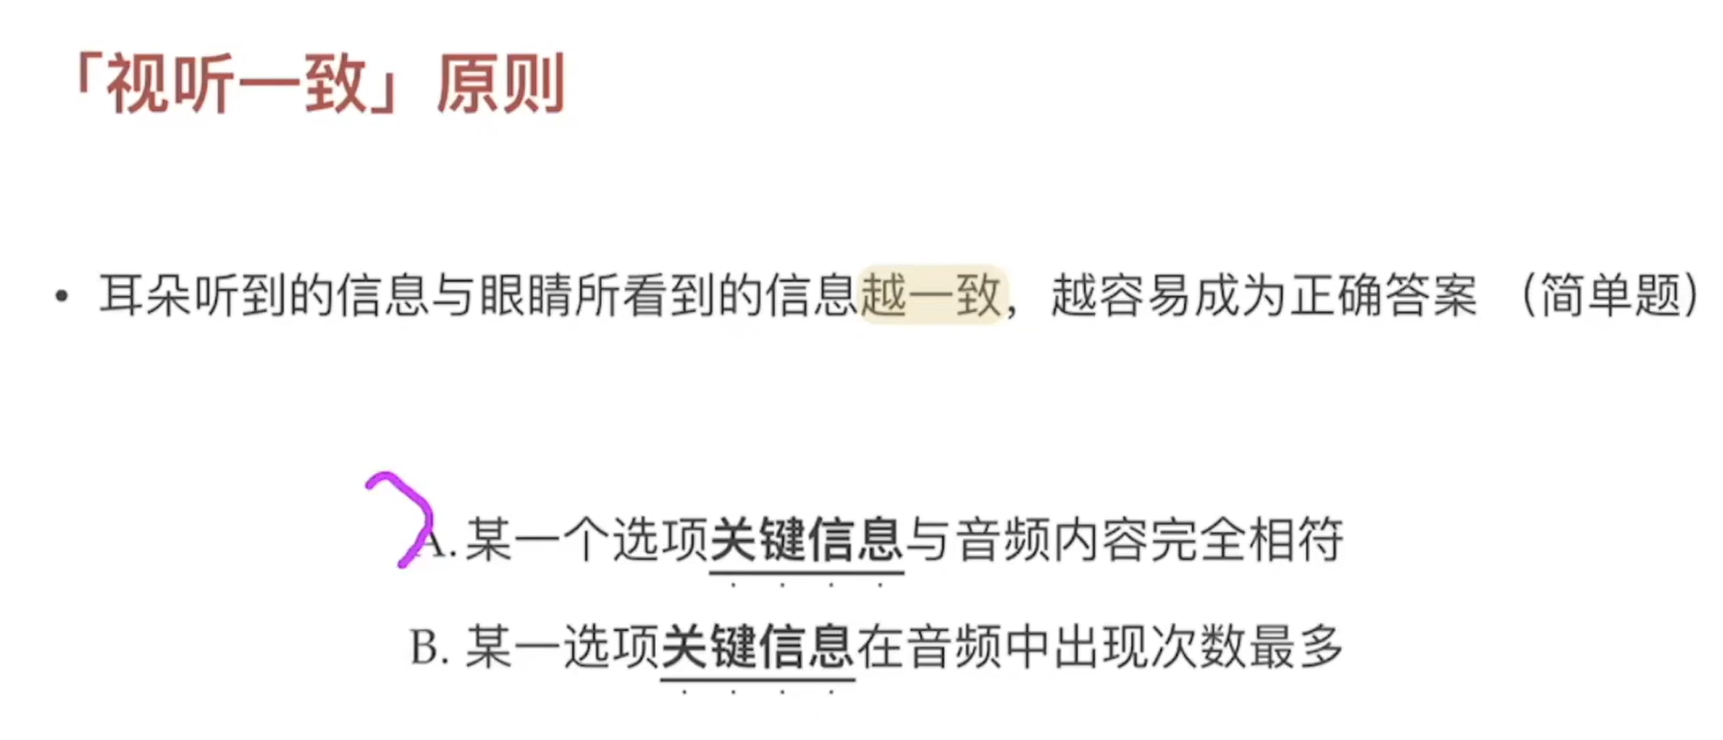 「视听一致」原则
• 耳朵听到的信息与眼睛所看到的信息越一致，越容易成为正确答案 （简单题）
A. 某一个选项关键信息与音频内容完全相符
B. 某一选项关键信息在音频中出现次数最多